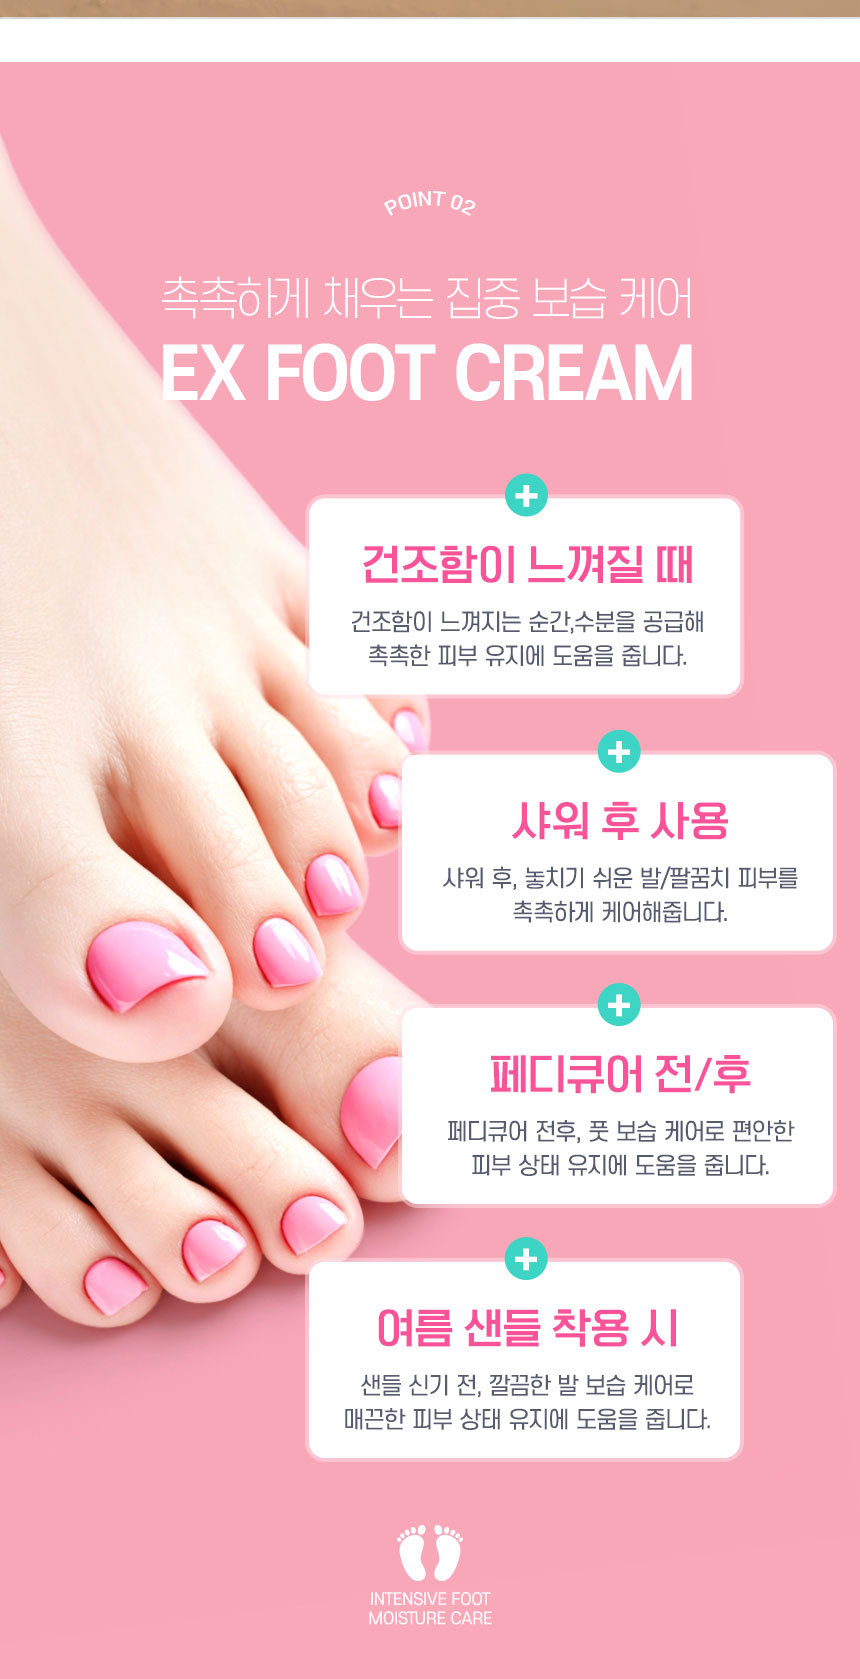 POINT 02
촉촉하게 채우는 집중 보습 케어
EX FOOT CREAM
건조함이 느껴질 때
건조함이 느껴지는 순간,수분을 공급해
촉촉한 피부 유지에 도움을 줍니다.
샤워 후 사용
샤워 후, 놓치기 쉬운 발/팔꿈치 피부를
촉촉하게 케어해줍니다.
페디큐어 전/후
페디큐어 전후, 풋 보습 케어로 편안한
피부 상태 유지에 도움을 줍니다.
여름 샌들 착용 시
샌들 신기 전, 깔끔한 발 보습 케어로
매끈한 피부 상태 유지에 도움을 줍니다.
INTENSIVE FOOT
MOISTURE CARE